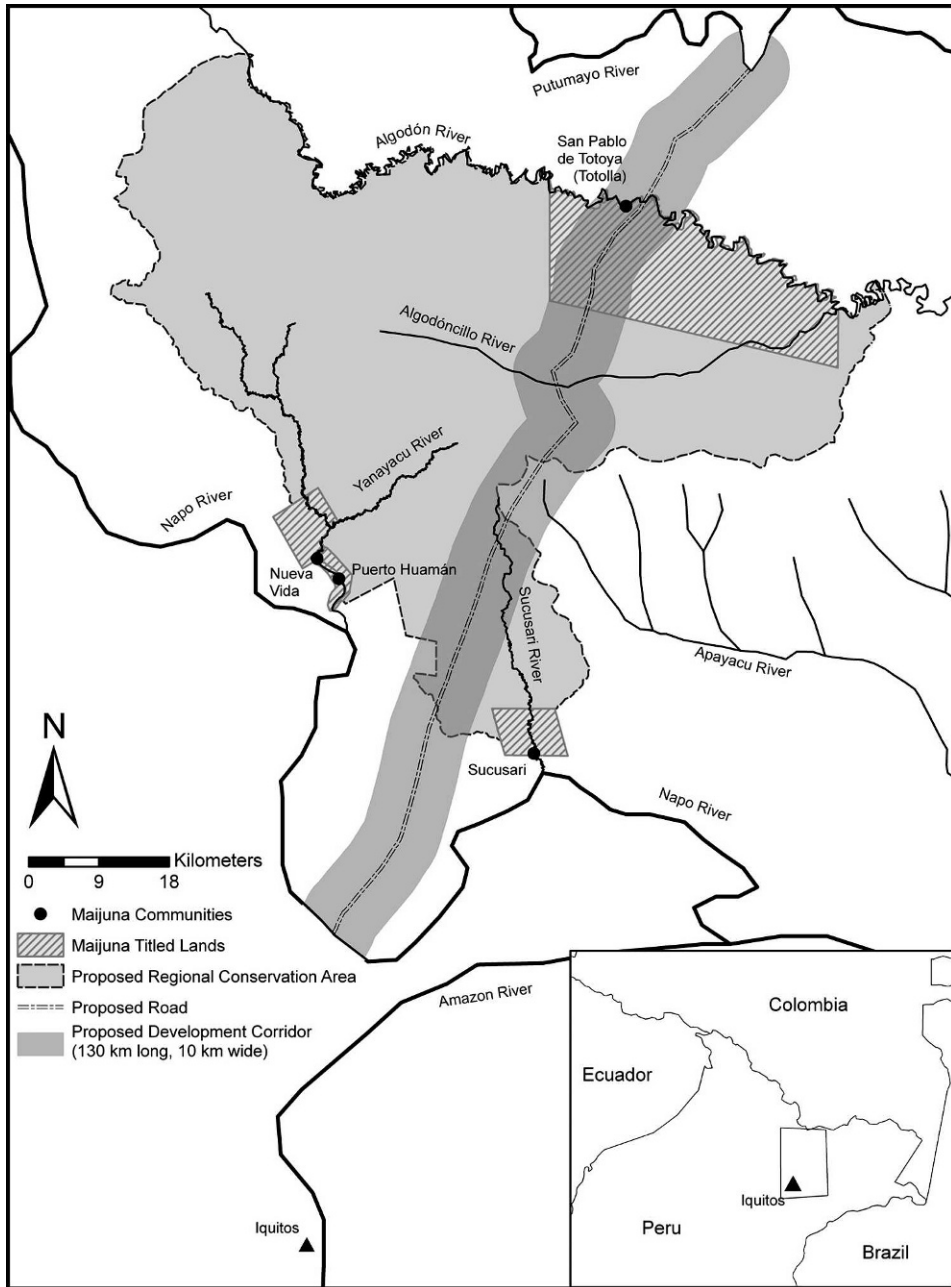 Putumayo River
San Pablo
de Totoya
(Totolla)
Algodón River
Algodóncillo River
Yanayacu River
Napo River
Nueva
Vida
Puerto Huamán
Sucusari River
Apayacu River
Sucusari
Napo River
N
Kilometers
0 9 18
Maijuna Communities
Maijuna Titled Lands
Proposed Regional Conservation Area
Proposed Road
Proposed Development Corridor
(130 km long, 10 km wide)
Amazon River
Iquitos
Colombia
Ecuador
Iquitos
Peru
Brazil